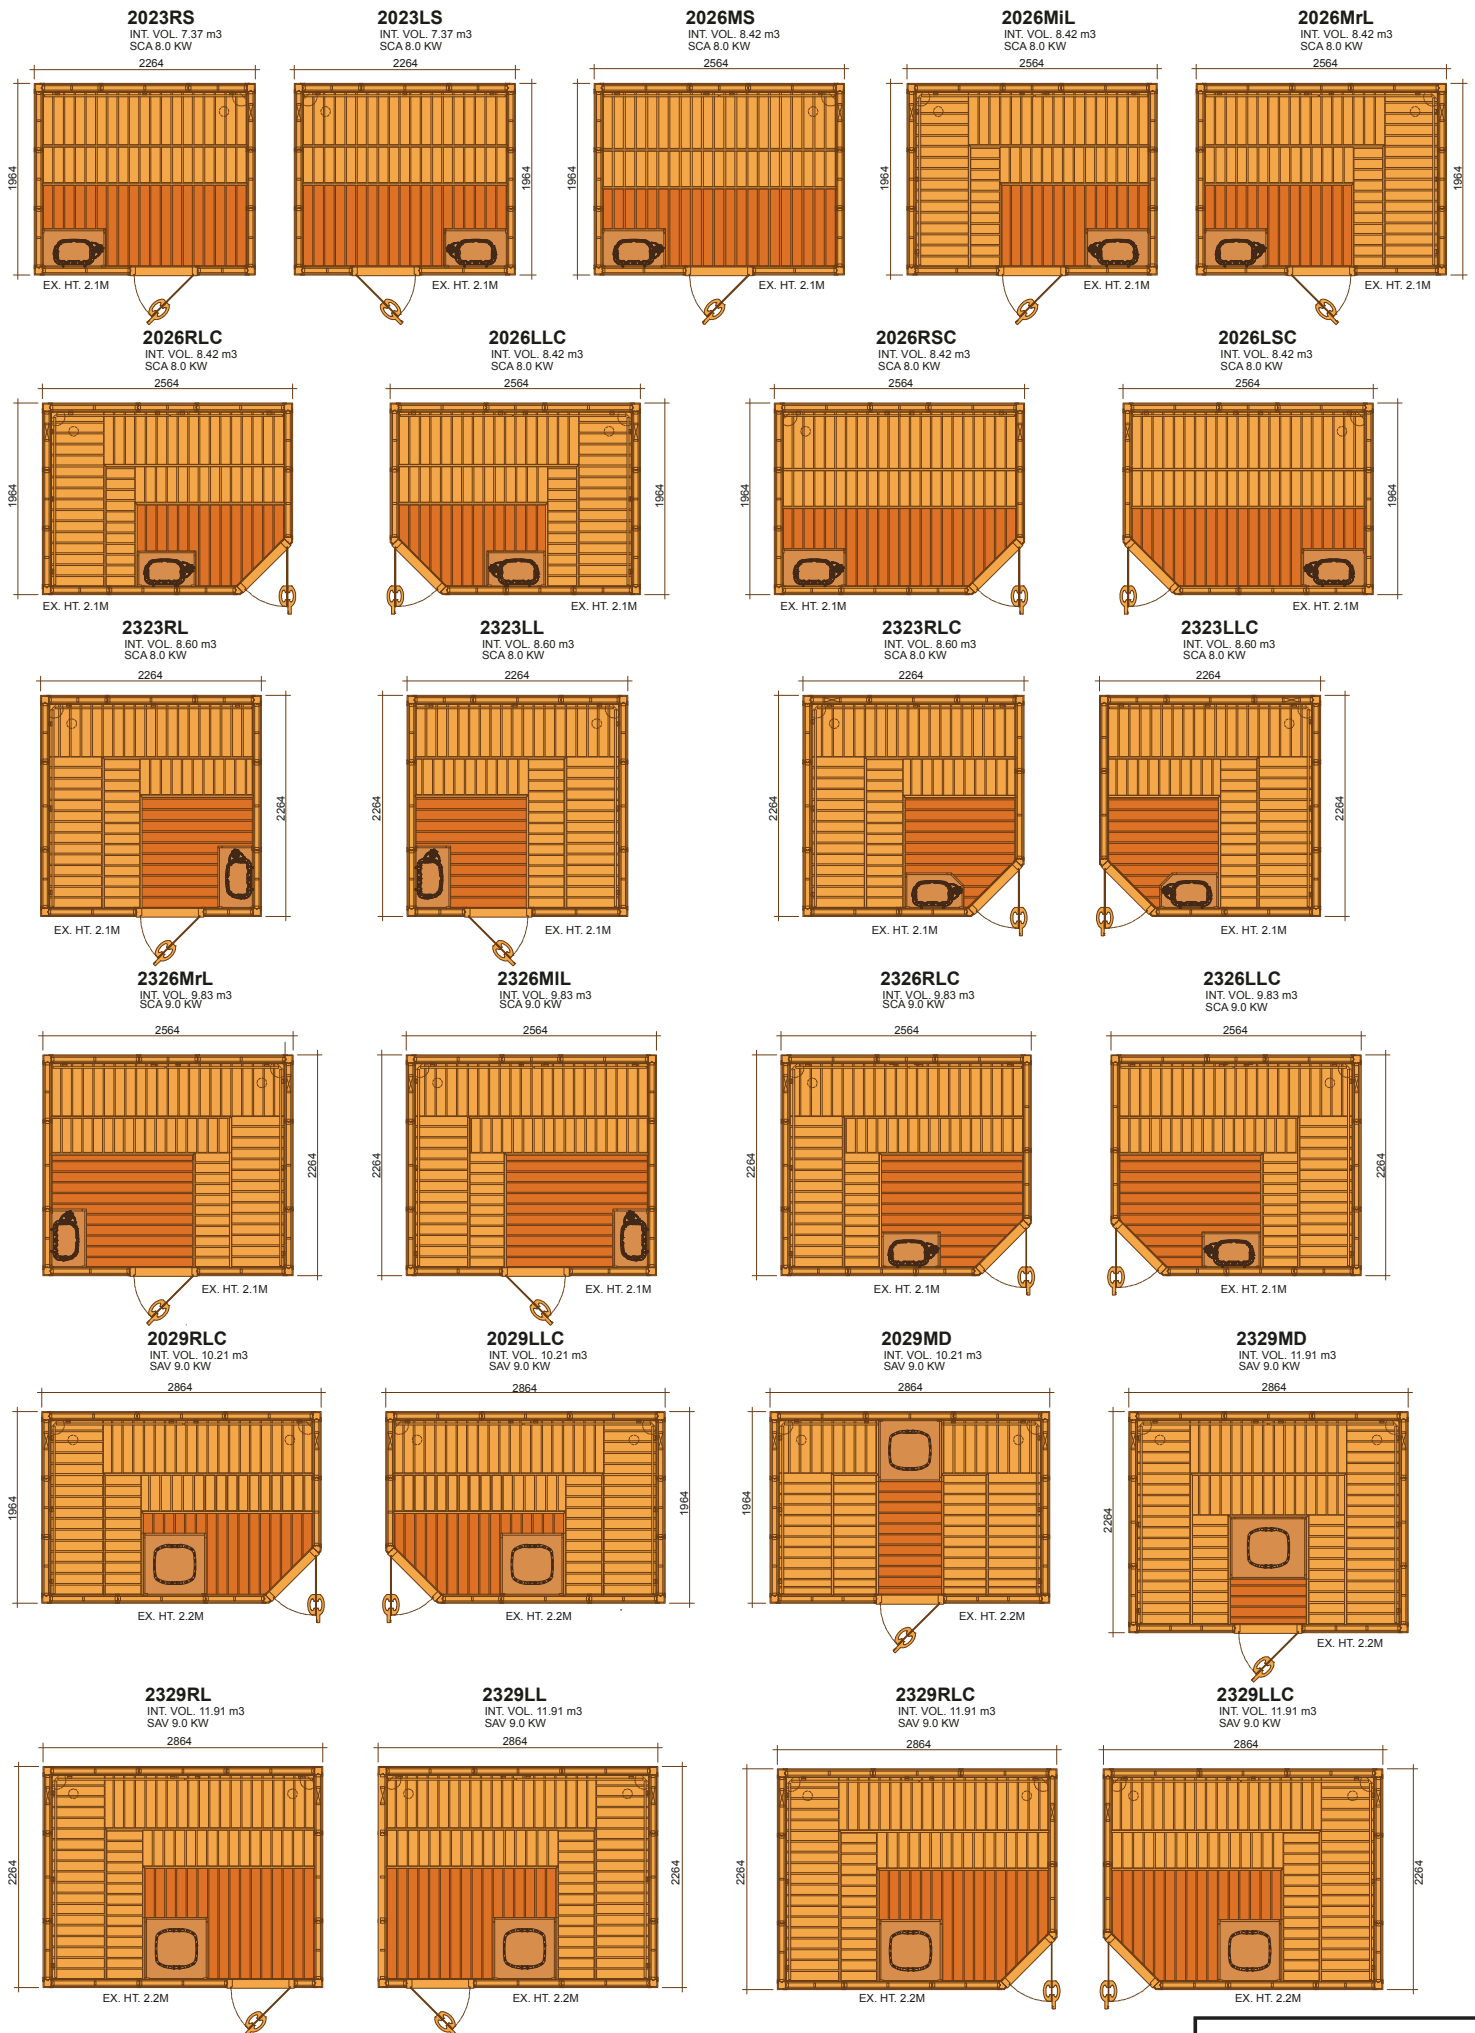 2023RS
INT. VOL. 7.37 m3
SCA 8.0 KW
2264
1964
EX. HT. 2.1M
2023LS
INT. VOL. 7.37 m3
SCA 8.0 KW
2264
1964
EX. HT. 2.1M
2026MS
INT. VOL. 8.42 m3
SCA 8.0 KW
2564
1964
EX. HT. 2.1M
2026MiL
INT. VOL. 8.42 m3
SCA 8.0 KW
2564
1964
EX. HT. 2.1M
2026MrL
INT. VOL. 8.42 m3
SCA 8.0 KW
2564
1964
EX. HT. 2.1M
2026RLC
INT. VOL. 8.42 m3
SCA 8.0 KW
2564
1964
EX. HT. 2.1M
2026LLC
INT. VOL. 8.42 m3
SCA 8.0 KW
2564
1964
EX. HT. 2.1M
2026RSC
INT. VOL. 8.42 m3
SCA 8.0 KW
2564
1964
EX. HT. 2.1M
2026LSC
INT. VOL. 8.42 m3
SCA 8.0 KW
2564
1964
EX. HT. 2.1M
2323RL
INT. VOL. 8.60 m3
SCA 8.0 KW
2264
2264
EX. HT. 2.1M
2323LL
INT. VOL. 8.60 m3
SCA 8.0 KW
2264
2264
EX. HT. 2.1M
2323RLC
INT. VOL. 8.60 m3
SCA 8.0 KW
2264
2264
EX. HT. 2.1M
2323LLC
INT. VOL. 8.60 m3
SCA 8.0 KW
2264
2264
EX. HT. 2.1M
2326MrL
INT. VOL. 9.83 m3
SCA 9.0 KW
2564
2264
EX. HT. 2.1M
2326MIL
INT. VOL. 9.83 m3
SCA 9.0 KW
2564
2264
EX. HT. 2.1M
2326RLC
INT. VOL. 9.83 m3
SCA 9.0 KW
2564
2264
EX. HT. 2.1M
2326LLC
INT. VOL. 9.83 m3
SCA 9.0 KW
2564
2264
EX. HT. 2.1M
2029RLC
INT. VOL. 10.21 m3
SAV 9.0 KW
2864
1964
EX. HT. 2.2M
2029LLC
INT. VOL. 10.21 m3
SAV 9.0 KW
2864
1964
EX. HT. 2.2M
2029MD
INT. VOL. 10.21 m3
SAV 9.0 KW
2864
1964
EX. HT. 2.2M
2329MD
INT. VOL. 11.91 m3
SAV 9.0 KW
2864
2264
EX. HT. 2.2M
2329RL
INT. VOL. 11.91 m3
SAV 9.0 KW
2864
2264
EX. HT. 2.2M
2329LL
INT. VOL. 11.91 m3
SAV 9.0 KW
2864
2264
EX. HT. 2.2M
2329RLC
INT. VOL. 11.91 m3
SAV 9.0 KW
2864
2264
EX. HT. 2.2M
2329LLC
INT. VOL. 11.91 m3
SAV 9.0 KW
2864
2264
EX. HT. 2.2M